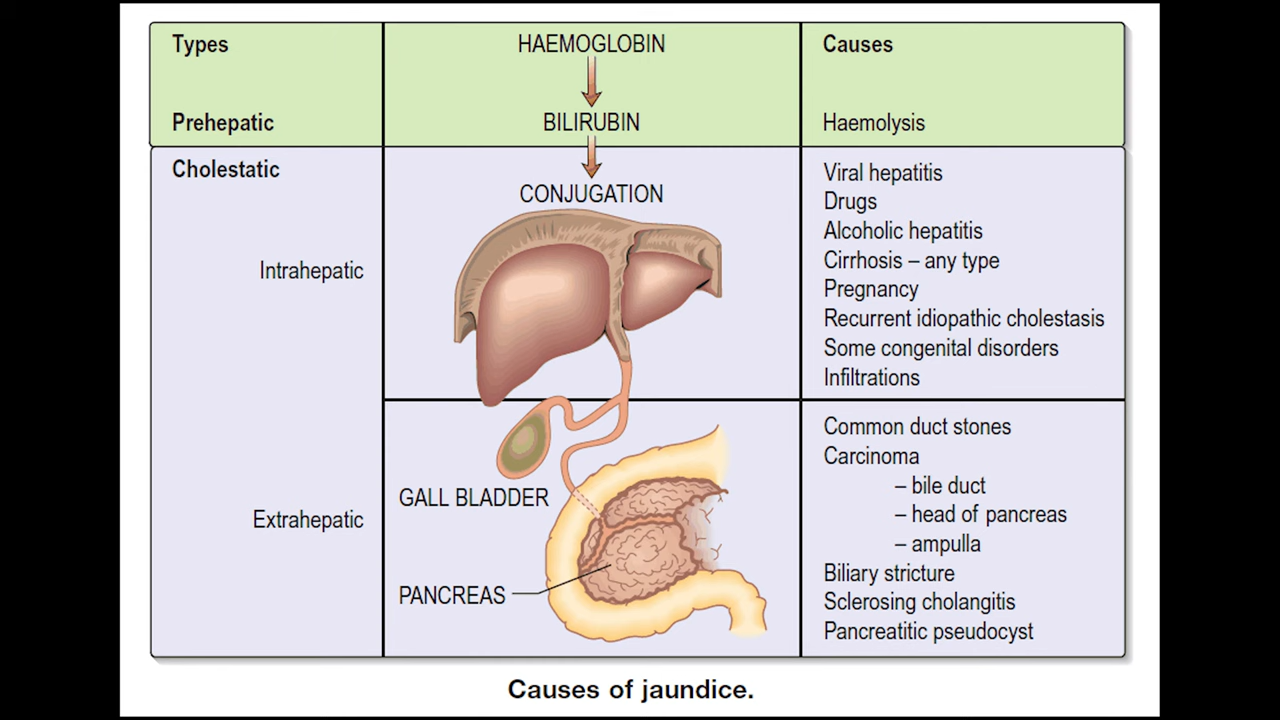 Types
HAEMOGLOBIN
Causes
Prehepatic
BILIRUBIN
Haemolysis
Cholestatic
CONJUGATION
Intrahepatic
Viral hepatitis
Drugs
Alcoholic hepatitis
Cirrhosis – any type
Pregnancy
Recurrent idiopathic cholestasis
Some congenital disorders
Infiltrations
Extrahepatic
GALL BLADDER
PANCREAS
Common duct stones
Carcinoma
– bile duct
– head of pancreas
– ampulla
Biliary stricture
Sclerosing cholangitis
Pancreatitic pseudocyst
Causes of jaundice.